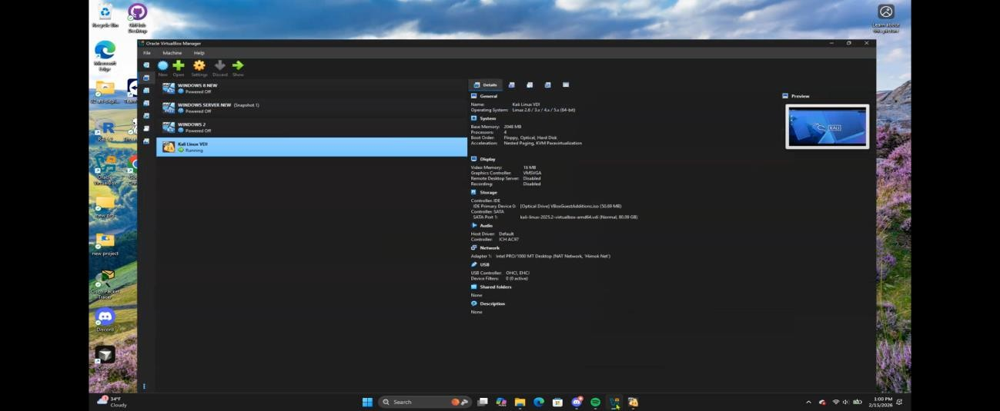 Recycle Bin
GitHub
Desktop
Learn about
this picture
Oracle VirtualBox Manager
File Machine Help
New Open Settings Discard Show
Microsoft
Edge
WINDOWS 8 NEW
Powered Off
WINDOWS SERVER NEW (Snapshot 1)
Powered Off
WINDOWS 2
Powered Off
Kali Linux VDI
Running
Details
General
Name: Kali Linux VDI
Operating System: Linux 2.6 / 3.x / 4.x / 5.x (64-bit)
System
Base Memory: 2048 MB
Processors: 4
Boot Order: Floppy, Optical, Hard Disk
Acceleration: Nested Paging, KVM Paravirtualization
Display
Video Memory: 16 MB
Graphics Controller: VMSVGA
Remote Desktop Server: Disabled
Recording: Disabled
Storage
Controller: IDE
IDE Primary Device 0: [Optical Drive] VBoxGuestAdditions.iso (50.69 MB)
Controller: SATA
SATA Port 1: kali-linux-2025.2-virtualbox-amd64.vdi (Normal, 80.09 GB)
Audio
Host Driver: Default
Controller: ICH AC97
Network
Adapter 1: Intel PRO/1000 MT Desktop (NAT Network, 'Himok Net')
USB
USB Controller: OHCI, EHCI
Device Filters: 0 (0 active)
Shared folders
None
Description
None
Preview
KALI
Oracle
VirtualBox
new pro
new project
Cisco Packet
Tracer
Discord
Cursor
34°F
Cloudy
Search
1:00 PM
2/15/2026